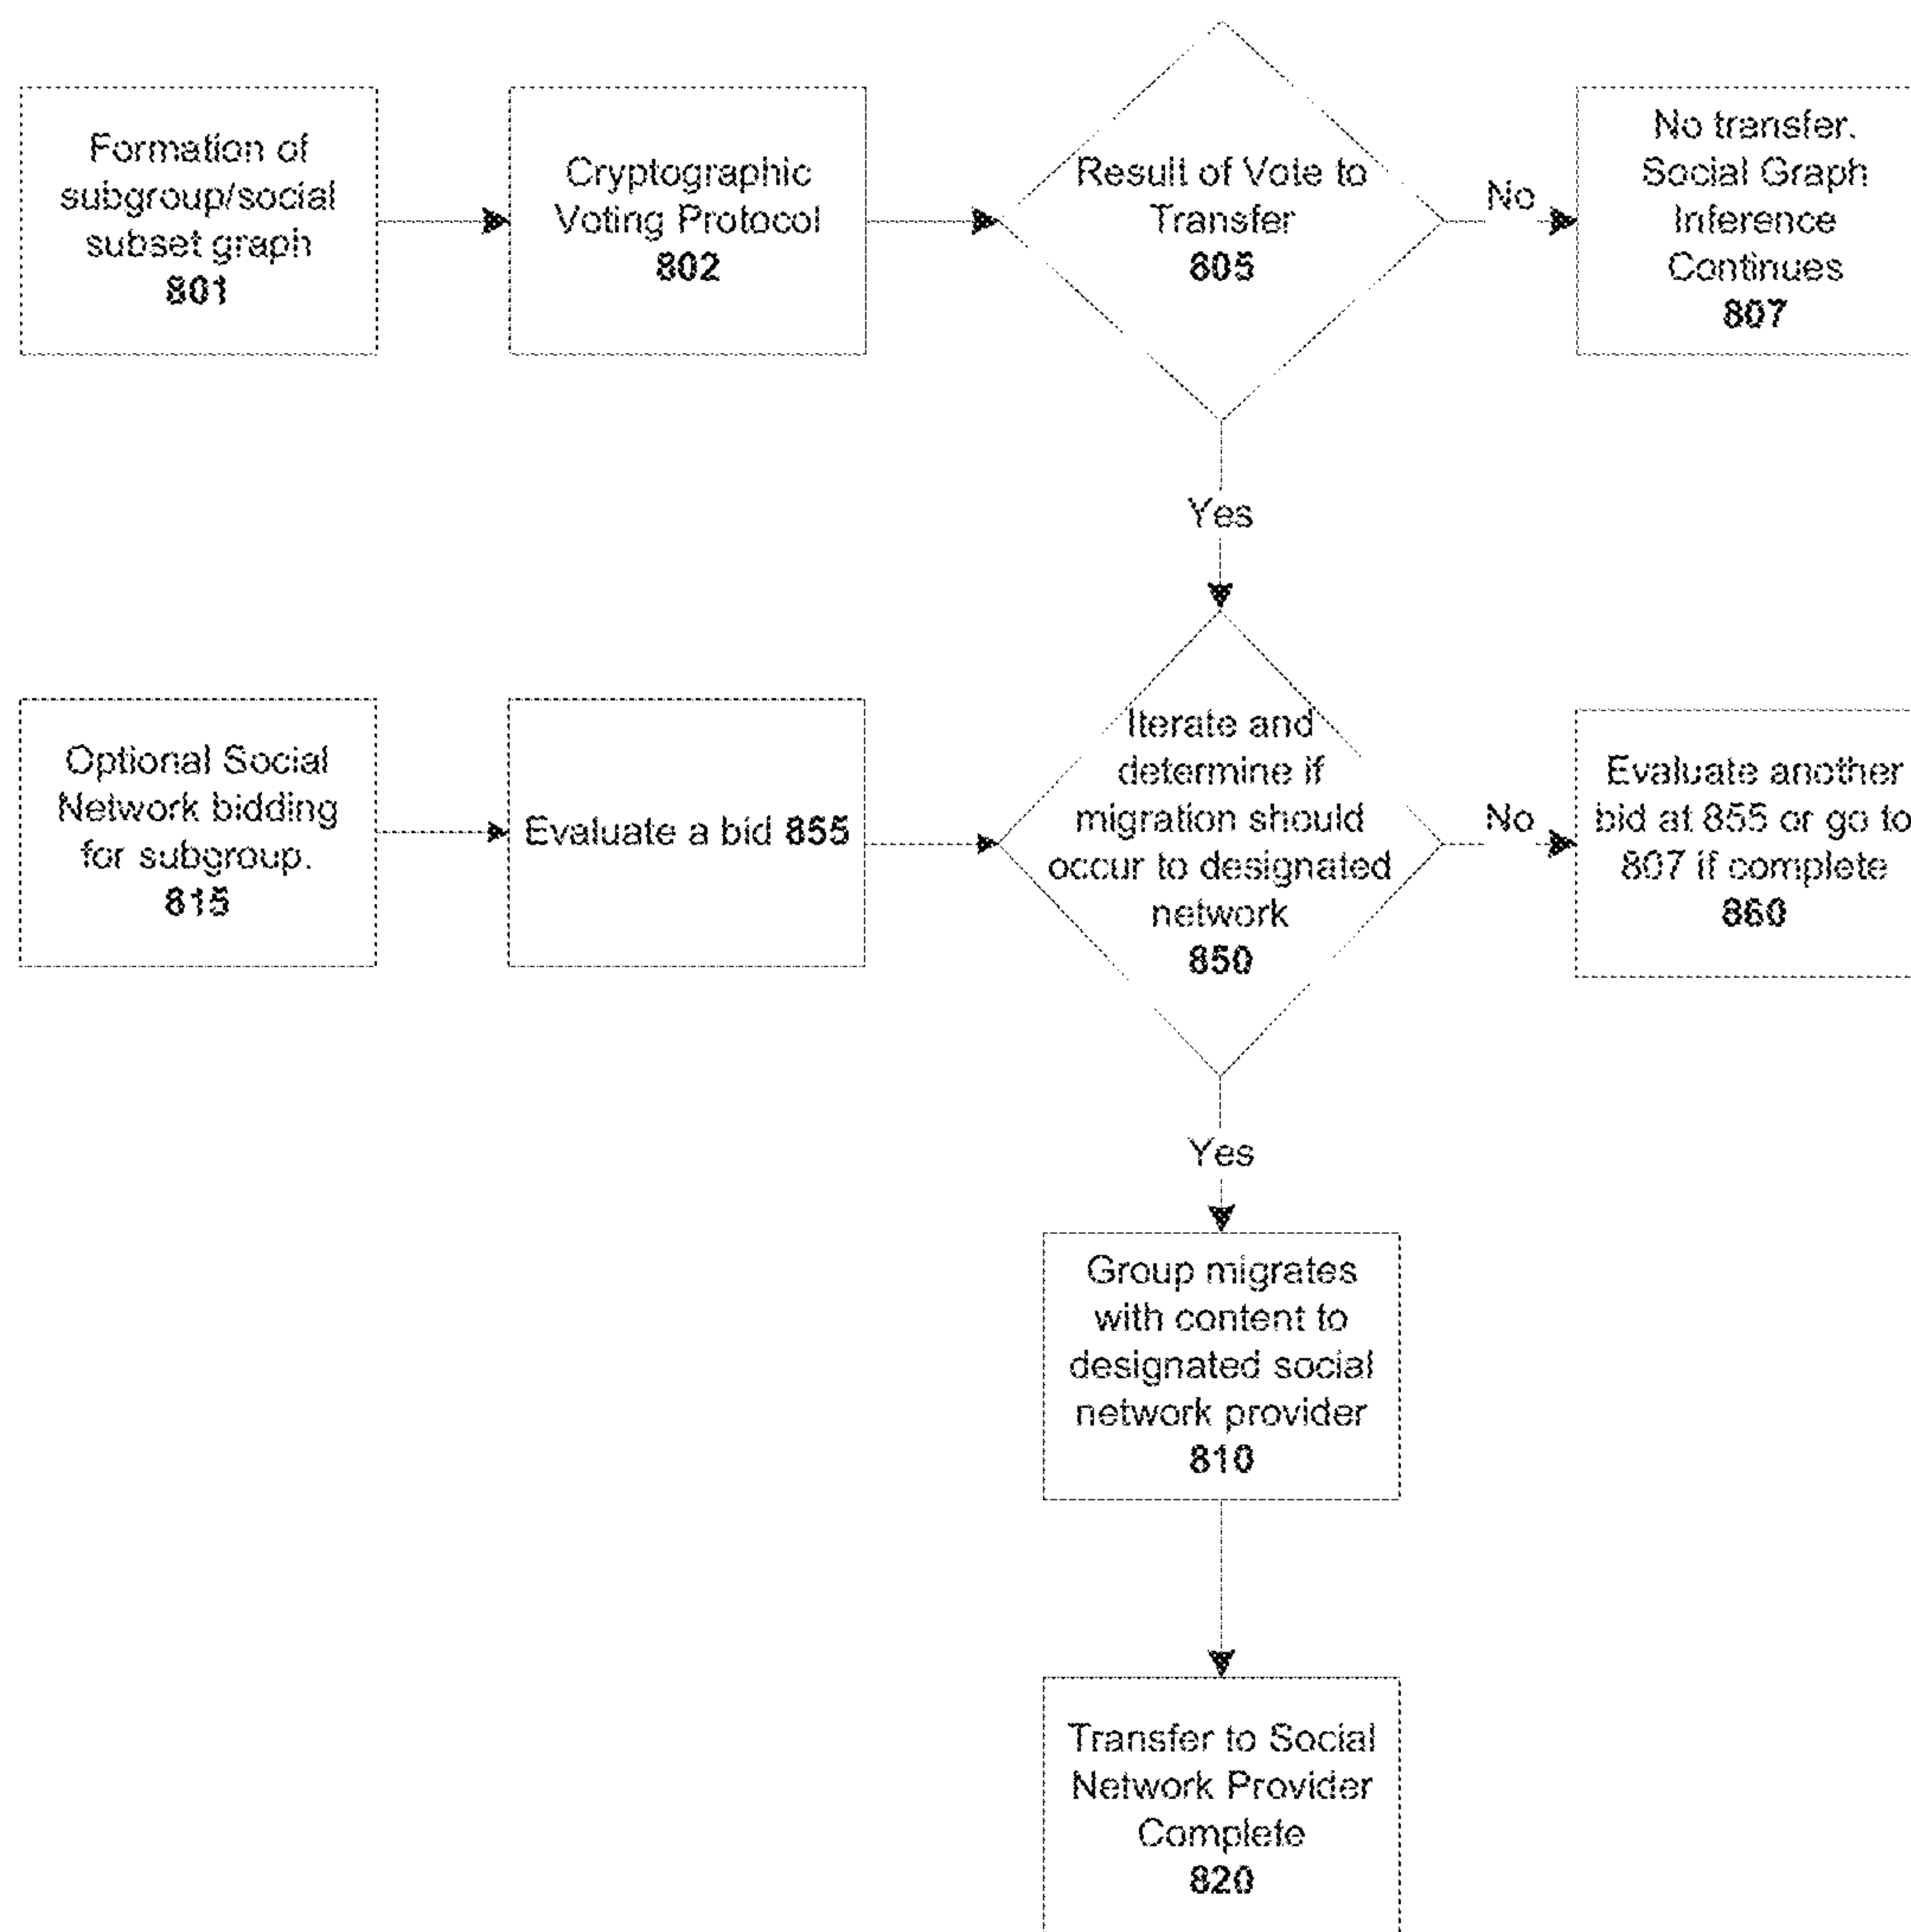 Formation of
subgroup/social
subset graph
801
Cryptographic
Voting Protocol
802
Result of Vote to
Transfer
805
No
No transfer.
Social Graph
Inference
Continues
807
Yes
Optional Social
Network bidding
for subgroup.
815
Evaluate a bid 855
Iterate and
determine if
migration should
occur to designated
network
850
No
Evaluate another
bid at 855 or go to
807 if complete
860
Yes
Group migrates
with content to
designated social
network provider
810
Transfer to Social
Network Provider
Complete
820